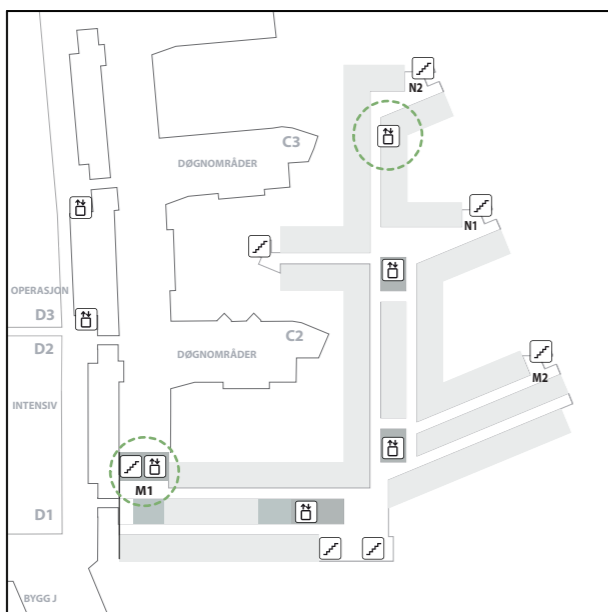 N2
C3
DØGNOMRÅDER
N1
OPERASJON
D3
D2
C2
DØGNOMRÅDER
M2
INTENSIV
M1
D1
BYGG J